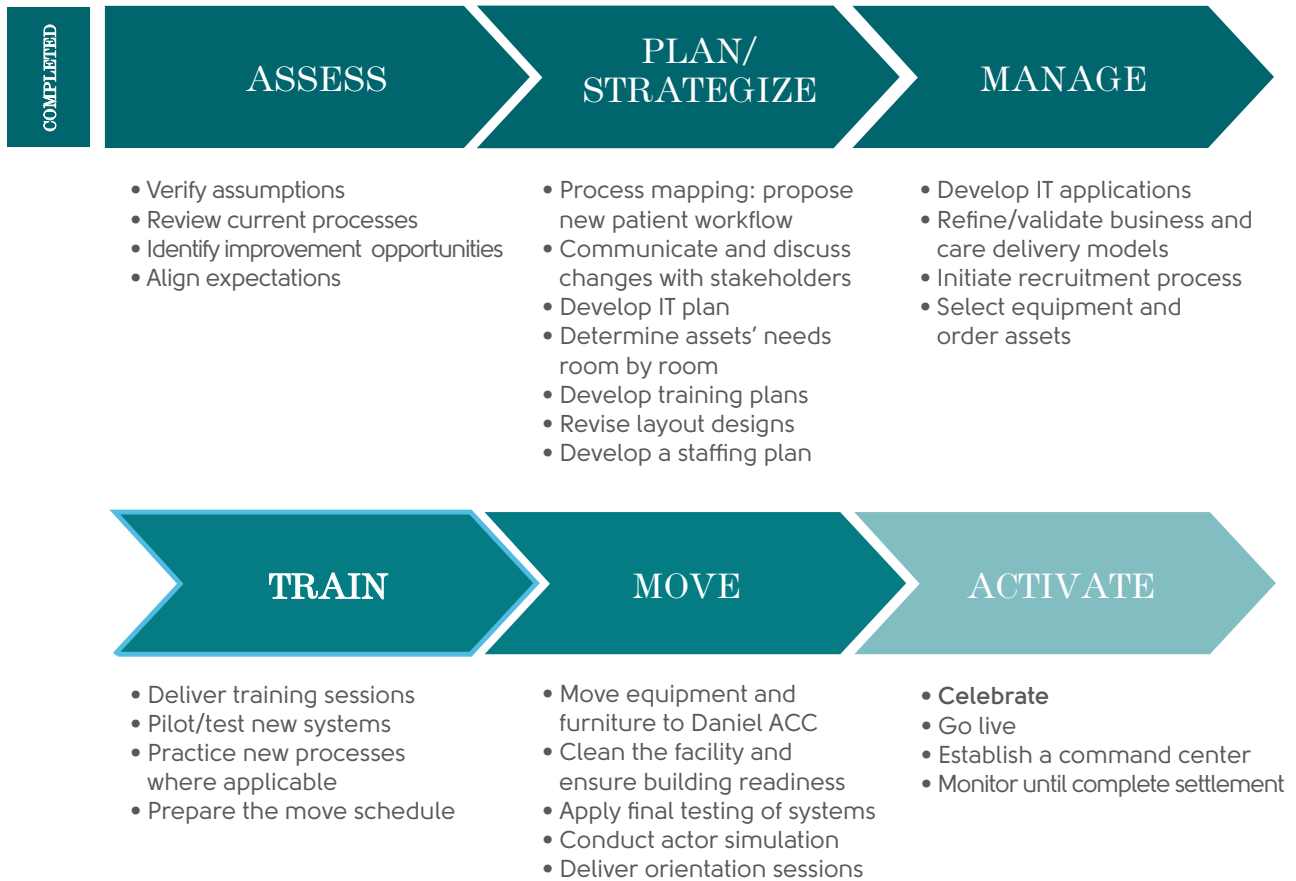 COMPLETED
ASSESS
PLAN/
STRATEGIZE
MANAGE
• Verify assumptions
• Review current processes
• Identify improvement opportunities
• Align expectations
• Process mapping: propose
new patient workflow
• Communicate and discuss
changes with stakeholders
• Develop IT plan
• Determine assets’ needs
room by room
• Develop training plans
• Revise layout designs
• Develop a staffing plan
• Develop IT applications
• Refine/validate business and
care delivery models
• Initiate recruitment process
• Select equipment and
order assets
TRAIN
MOVE
ACTIVATE
• Deliver training sessions
• Pilot/test new systems
• Practice new processes
where applicable
• Prepare the move schedule
• Move equipment and
furniture to Daniel ACC
• Clean the facility and
ensure building readiness
• Apply final testing of systems
• Conduct actor simulation
• Deliver orientation sessions
• Celebrate
• Go live
• Establish a command center
• Monitor until complete settlement